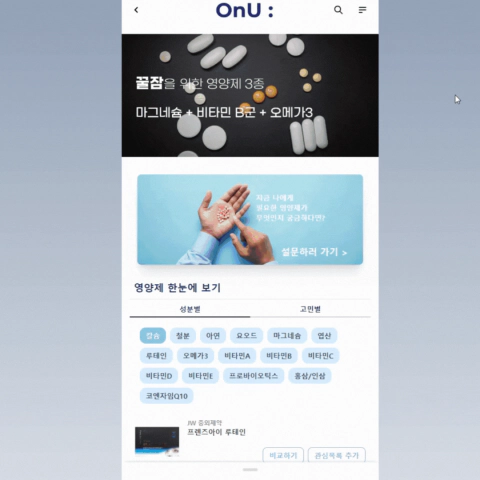 OnU :
꿀잠을 위한 영양제 3종
마그네슘 + 비타민 B군 + 오메가3
지금 나에게
필요한 영양제가
무엇인지 궁금하다면?
설문하러 가기 >
영양제 한눈에 보기
성분별 고민별
칼슘 철분 아연 요오드 마그네슘 엽산
루테인 오메가3 비타민A 비타민B 비타민C
비타민D 비타민E 프로바이오틱스 홍삼/인삼
코엔자임Q10
JW 중외제약
프렌즈아이 루테인
비교하기 관심목록 추가